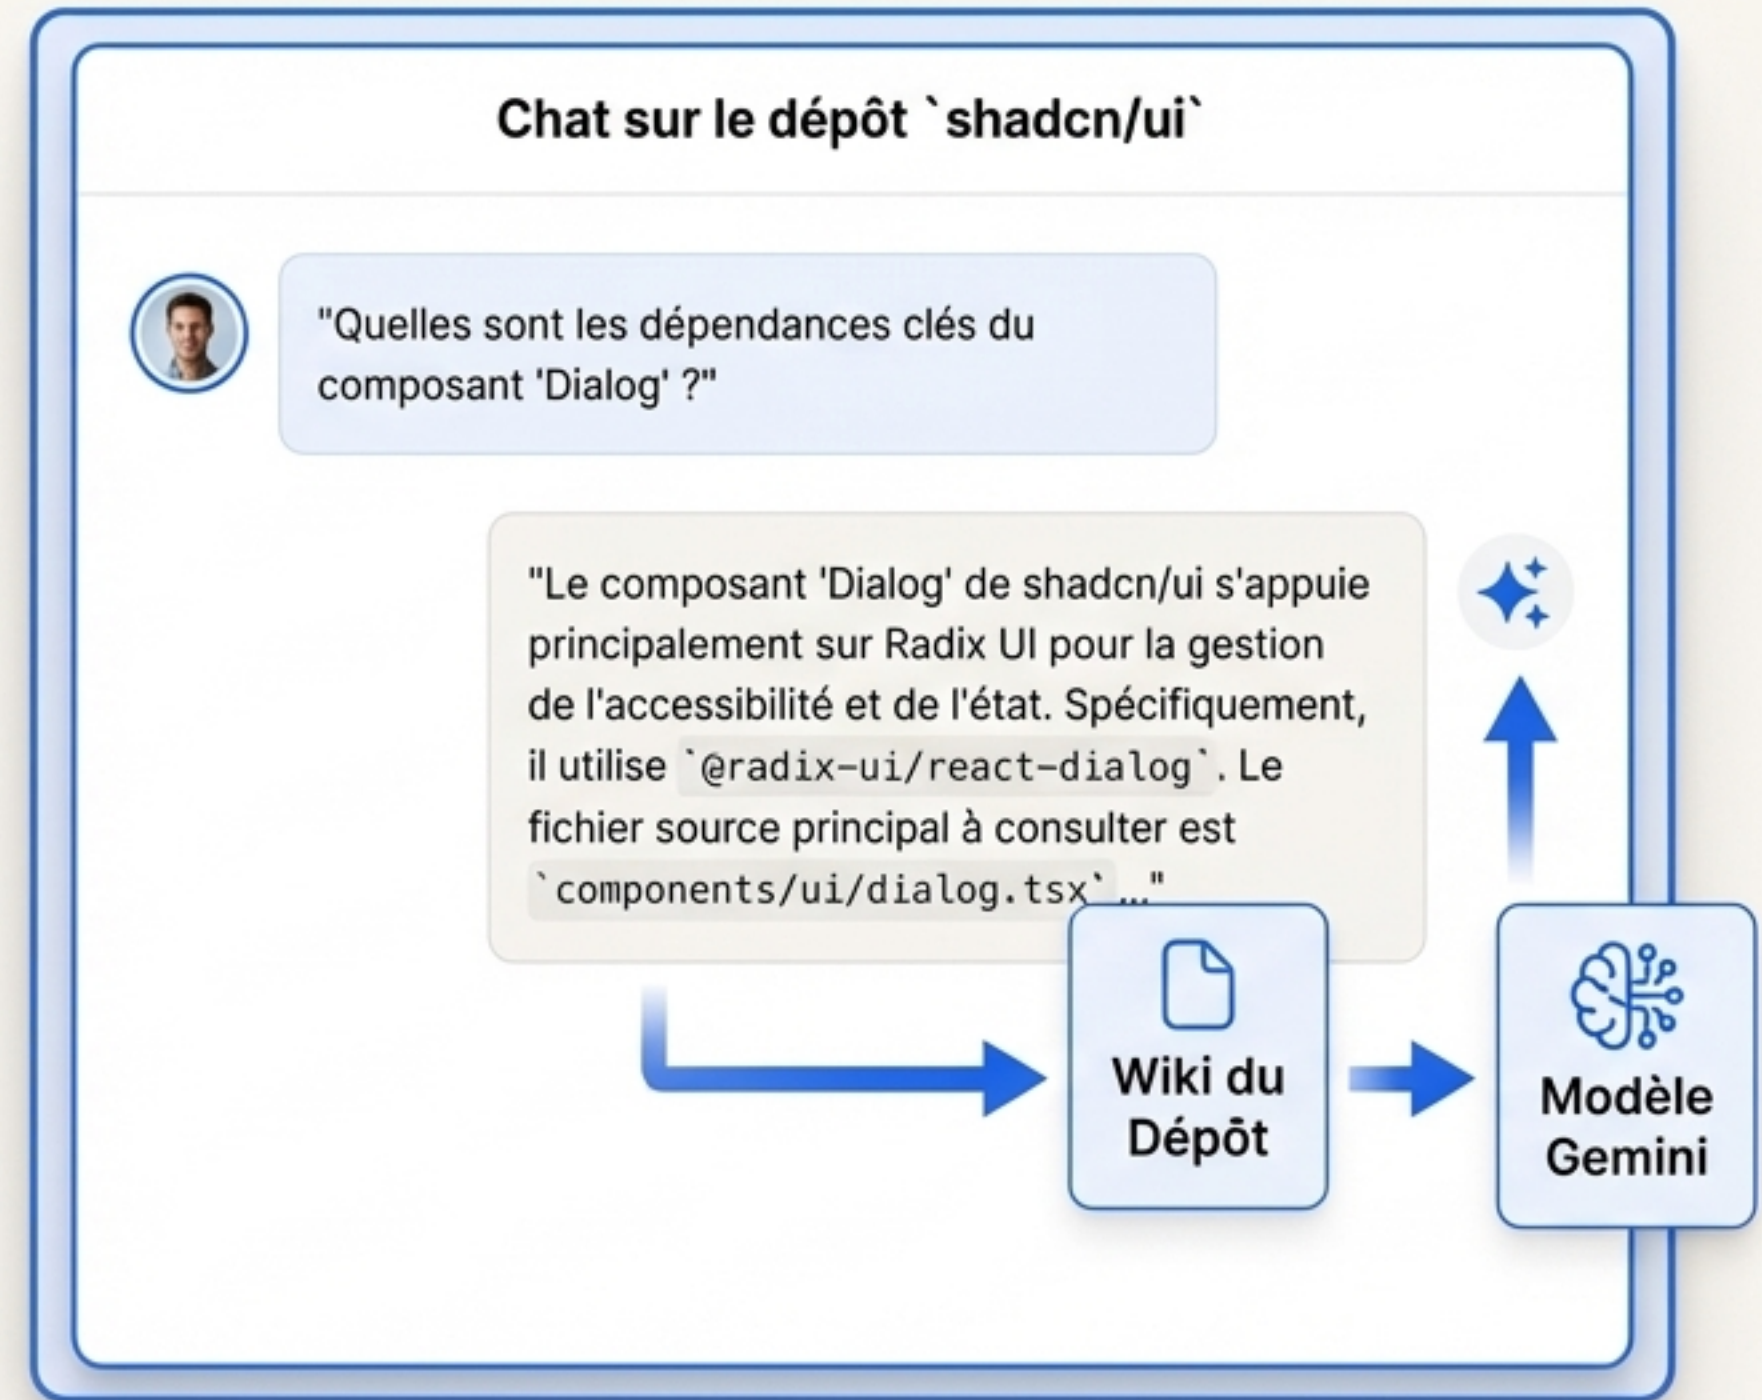 Chat sur le dépôt `shadcn/ui`
"Quelles sont les dépendances clés du
composant 'Dialog' ?"
"Le composant 'Dialog' de shadcn/ui s'appuie
principalement sur Radix UI pour la gestion
de l'accessibilité et de l'état. Spécifiquement,
il utilise `@radix-ui/react-dialog`. Le
fichier source principal à consulter est
`components/ui/dialog.tsx`..."
Wiki du
Dépôt
Modèle
Gemini